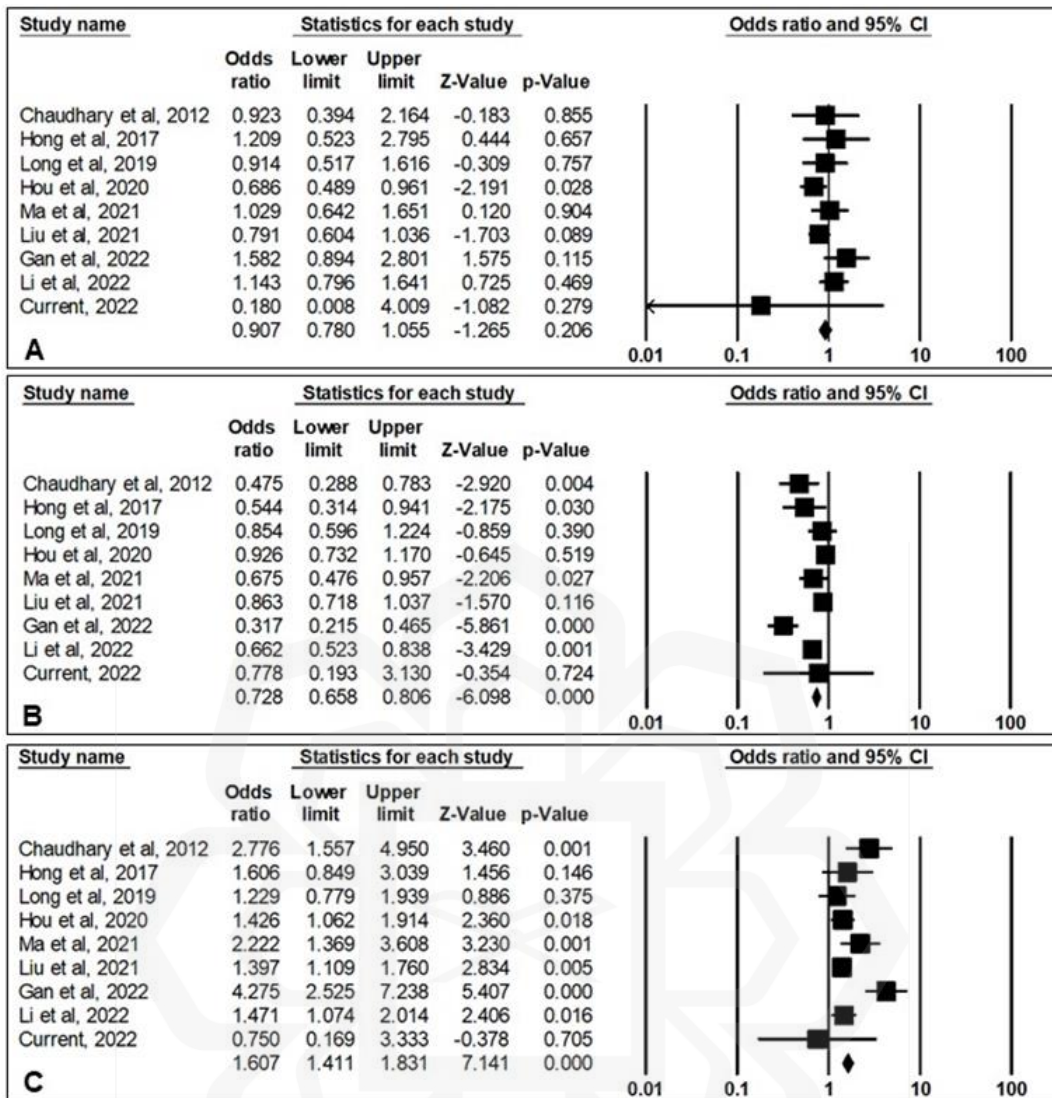 Study name Statistics for each study Odds ratio and 95% CI
Odds Lower Upper
ratio limit limit Z-Value p-Value
Chaudhary et al, 2012 0.923 0.394 2.164 -0.183 0.855
Hong et al, 2017 1.209 0.523 2.795 0.444 0.657
Long et al, 2019 0.914 0.517 1.616 -0.309 0.757
Hou et al, 2020 0.686 0.489 0.961 -2.191 0.028
Ma et al, 2021 1.029 0.642 1.651 0.120 0.904
Liu et al, 2021 0.791 0.604 1.036 -1.703 0.089
Gan et al, 2022 1.582 0.894 2.801 1.575 0.115
Li et al, 2022 1.143 0.796 1.641 0.725 0.469
Current, 2022 0.180 0.008 4.009 -1.082 0.279
0.907 0.780 1.055 -1.265 0.206
A 0.01 0.1 1 10 100
Study name Statistics for each study Odds ratio and 95% CI
Odds Lower Upper
ratio limit limit Z-Value p-Value
Chaudhary et al, 2012 0.475 0.288 0.783 -2.920 0.004
Hong et al, 2017 0.544 0.314 0.941 -2.175 0.030
Long et al, 2019 0.854 0.596 1.224 -0.859 0.390
Hou et al, 2020 0.926 0.732 1.170 -0.645 0.519
Ma et al, 2021 0.675 0.476 0.957 -2.206 0.027
Liu et al, 2021 0.863 0.718 1.037 -1.570 0.116
Gan et al, 2022 0.317 0.215 0.465 -5.861 0.000
Li et al, 2022 0.662 0.523 0.838 -3.429 0.001
Current, 2022 0.778 0.193 3.130 -0.354 0.724
0.728 0.658 0.806 -6.098 0.000
B 0.01 0.1 1 10 100
Study name Statistics for each study Odds ratio and 95% CI
Odds Lower Upper
ratio limit limit Z-Value p-Value
Chaudhary et al, 2012 2.776 1.557 4.950 3.460 0.001
Hong et al, 2017 1.606 0.849 3.039 1.456 0.146
Long et al, 2019 1.229 0.779 1.939 0.886 0.375
Hou et al, 2020 1.426 1.062 1.914 2.360 0.018
Ma et al, 2021 2.222 1.369 3.608 3.230 0.001
Liu et al, 2021 1.397 1.109 1.760 2.834 0.005
Gan et al, 2022 4.275 2.525 7.238 5.407 0.000
Li et al, 2022 1.471 1.074 2.014 2.406 0.016
Current, 2022 0.750 0.169 3.333 -0.378 0.705
1.607 1.411 1.831 7.141 0.000
C 0.01 0.1 1 10 100